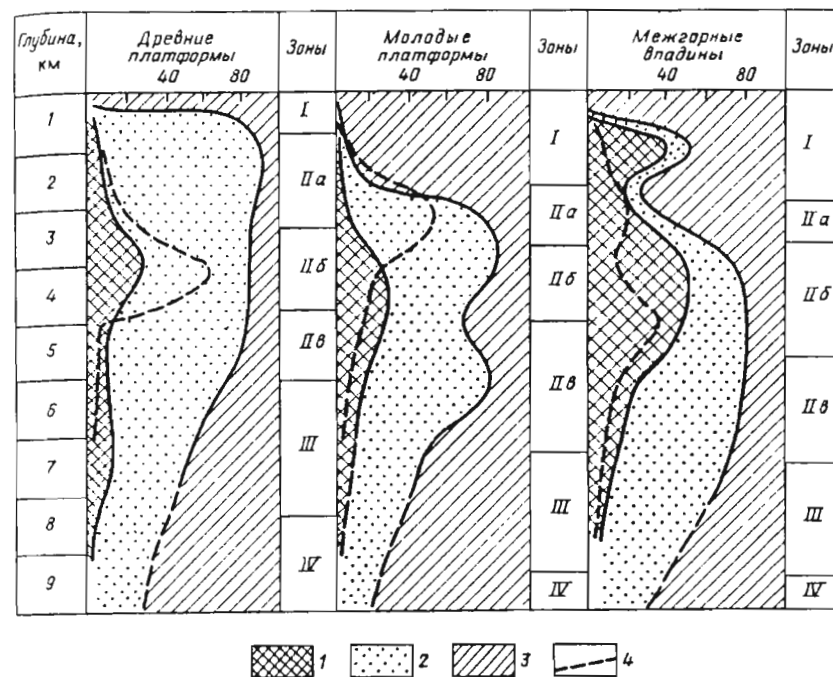 Глубина, км
Древние платформы
40 80
Зоны
Молодые платформы
40 80
Зоны
Межгорные впадины
40 80
Зоны
1
2
3
4
5
6
7
8
9
I
IIа
IIб
IIв
III
IV
I
IIа
IIб
IIв
III
IV
I
IIа
IIб
IIв
III
IV
1 2 3 4